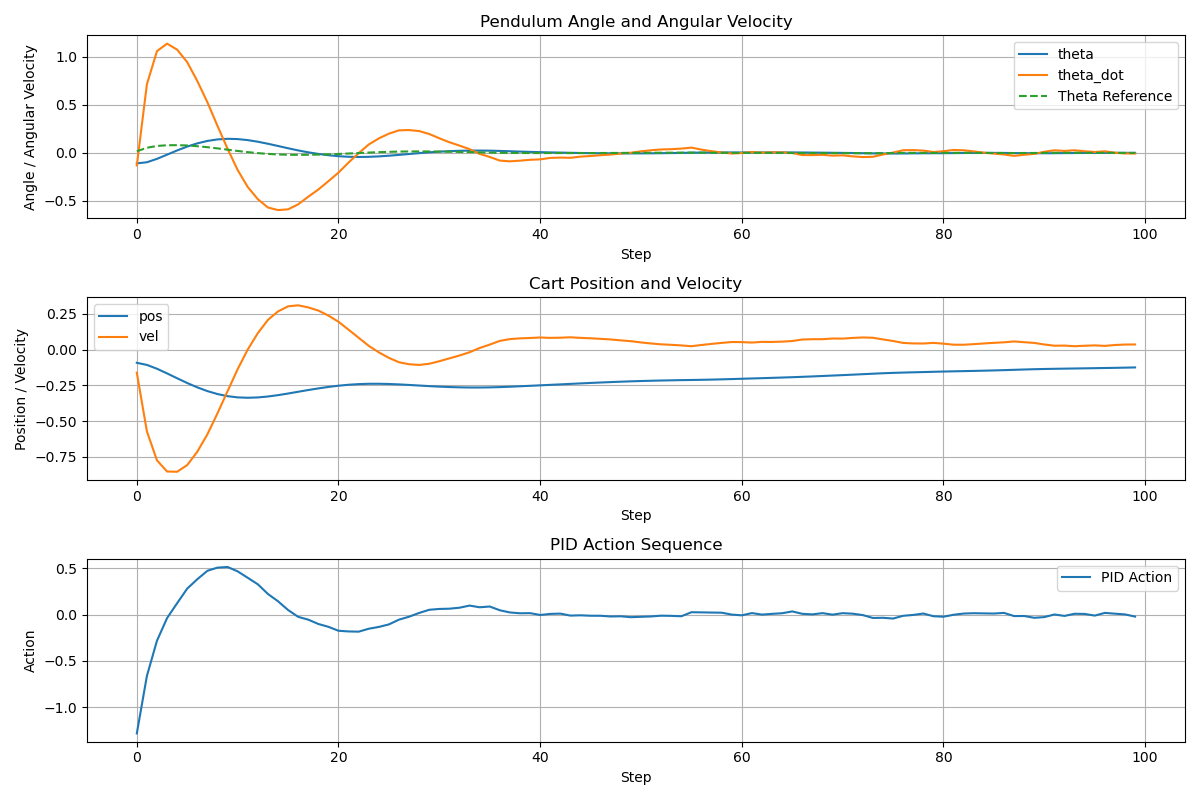 Pendulum Angle and Angular Velocity
Angle / Angular Velocity
1.0
0.5
0.0
−0.5
theta
theta_dot
Theta Reference
0 20 40 60 80 100
Step
Cart Position and Velocity
Position / Velocity
0.25
0.00
−0.25
−0.50
−0.75
pos
vel
0 20 40 60 80 100
Step
PID Action Sequence
Action
0.5
0.0
−0.5
−1.0
PID Action
0 20 40 60 80 100
Step